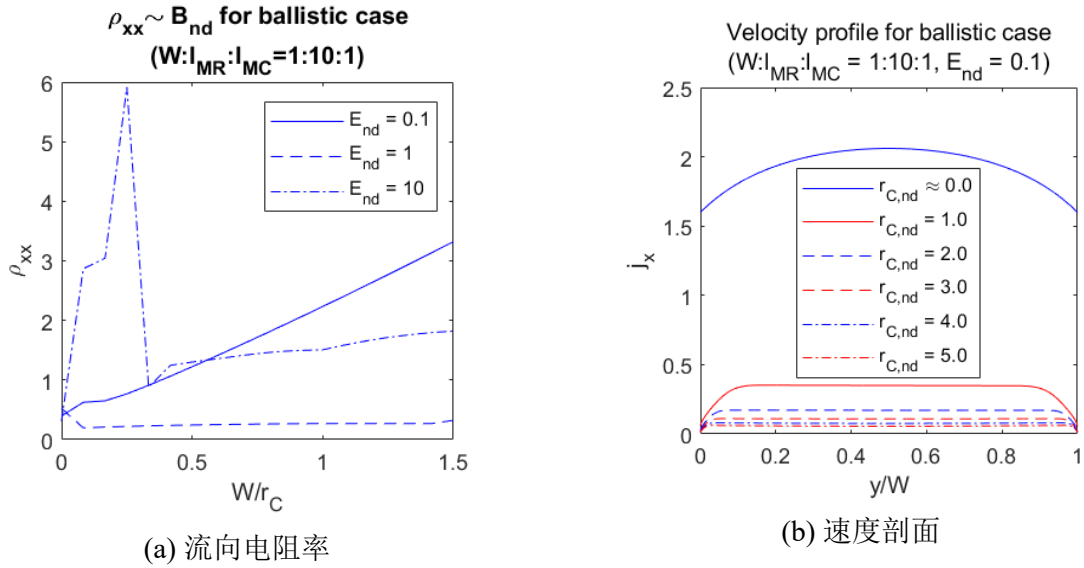 ρxx~ Bnd for ballistic case
(W:lMR:lMC=1:10:1)
6
5
4
3
2
1
0
ρxx
0
0.5
1
1.5
W/rC
End = 0.1
End = 1
End = 10
(a) 流向电阻率
Velocity profile for ballistic case
(W:lMR:lMC = 1:10:1, End = 0.1)
2.5
2
1.5
1
0.5
0
jx
0
0.2
0.4
0.6
0.8
1
y/W
rC,nd ≈ 0.0
rC,nd = 1.0
rC,nd = 2.0
rC,nd = 3.0
rC,nd = 4.0
rC,nd = 5.0
(b) 速度剖面